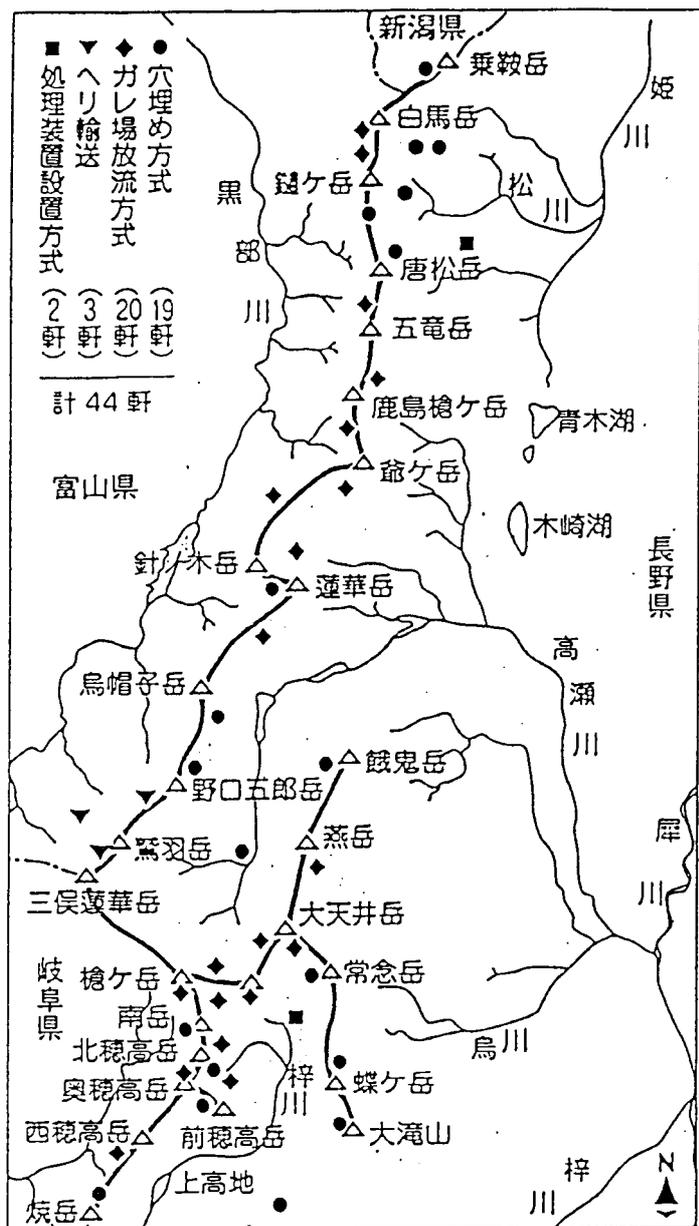 ● 穴埋め方式 (19軒)
◆ ガレ場放流方式 (20軒)
▼ ヘリ輸送 (3軒)
■ 処理装置設置方式 (2軒)
計 44 軒
新潟県
乗鞍岳
白馬岳
姫川
鑓ケ岳
松川
黒部川
唐松岳
五竜岳
鹿島槍ケ岳
青木湖
爺ケ岳
富山県
木崎湖
針ノ木岳
蓮華岳
長野県
高瀬川
烏帽子岳
餓鬼岳
野口五郎岳
鷲羽岳
燕岳
犀川
三俣蓮華岳
大天井岳
槍ケ岳
常念岳
岐阜県
南岳
烏川
北穂高岳
梓川
奥穂高岳
蝶ケ岳
西穂高岳
前穂高岳
大滝山
上高地
梓川
N
焼岳